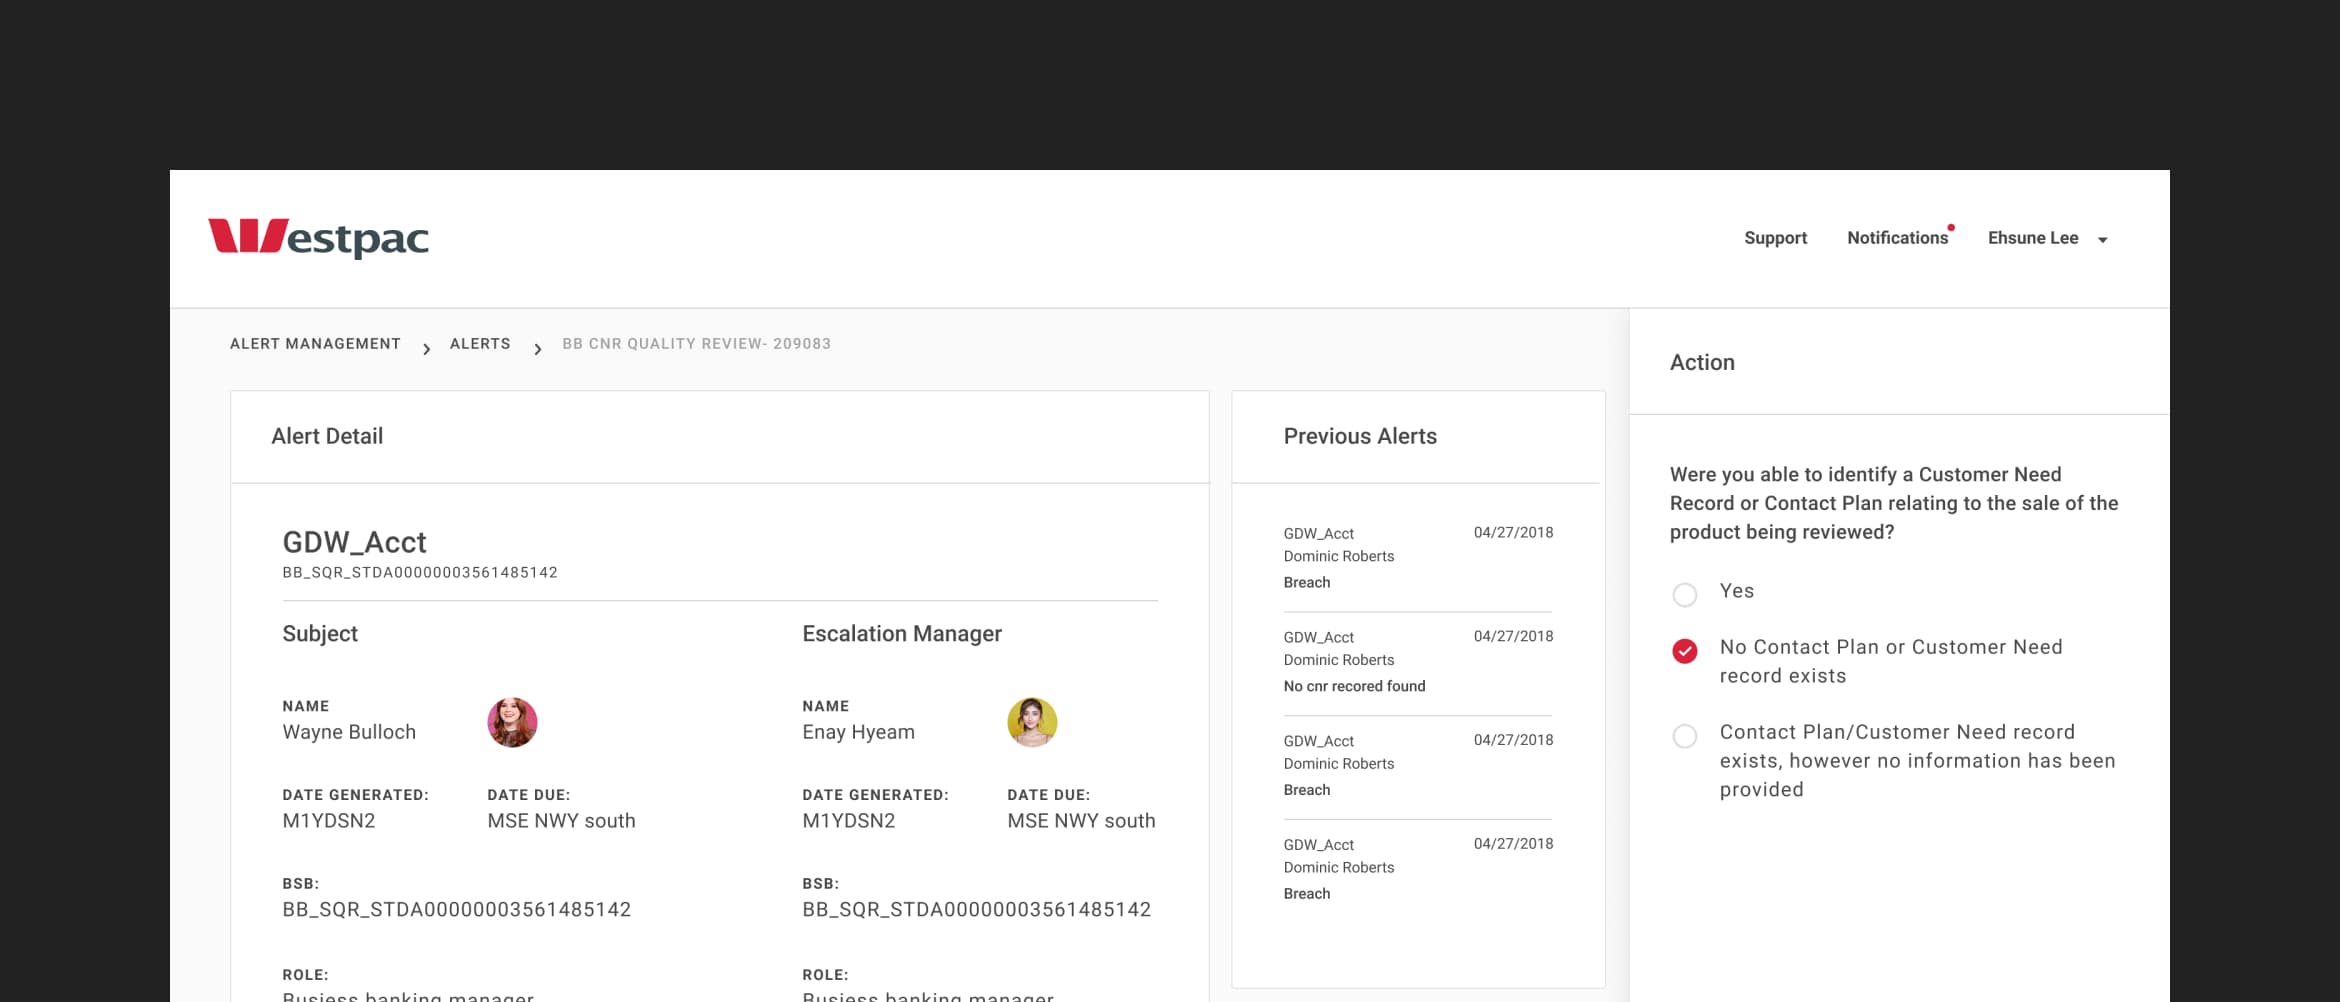 Westpac
Support Notifications Ehsune Lee
ALERT MANAGEMENT > ALERTS > BB CNR QUALITY REVIEW- 209083
Alert Detail
GDW_Acct
BB_SQR_STDA00000003561485142
Subject
NAME
Wayne Bulloch
DATE GENERATED:
M1YDSN2
DATE DUE:
MSE NWY south
BSB:
BB_SQR_STDA00000003561485142
ROLE:
Busiess banking manager
Escalation Manager
NAME
Enay Hyeam
DATE GENERATED:
M1YDSN2
DATE DUE:
MSE NWY south
BSB:
BB_SQR_STDA00000003561485142
ROLE:
Busiess banking manager
Previous Alerts
GDW_Acct 04/27/2018
Dominic Roberts
Breach
GDW_Acct 04/27/2018
Dominic Roberts
No cnr recored found
GDW_Acct 04/27/2018
Dominic Roberts
Breach
GDW_Acct 04/27/2018
Dominic Roberts
Breach
Action
Were you able to identify a Customer Need
Record or Contact Plan relating to the sale of the
product being reviewed?
Yes
No Contact Plan or Customer Need
record exists
Contact Plan/Customer Need record
exists, however no information has been
provided